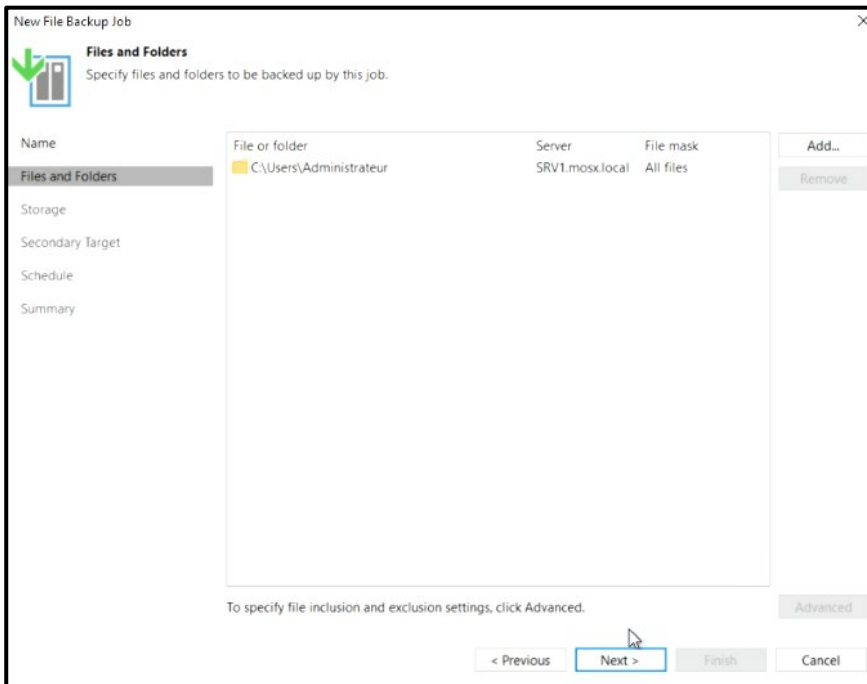 New File Backup Job
Files and Folders
Specify files and folders to be backed up by this job.
Name
Files and Folders
Storage
Secondary Target
Schedule
Summary
File or folder Server File mask
C:\Users\Administrateur SRV1.mosx.local All files
Add...
Remove
To specify file inclusion and exclusion settings, click Advanced.
Advanced
< Previous Next > Finish Cancel